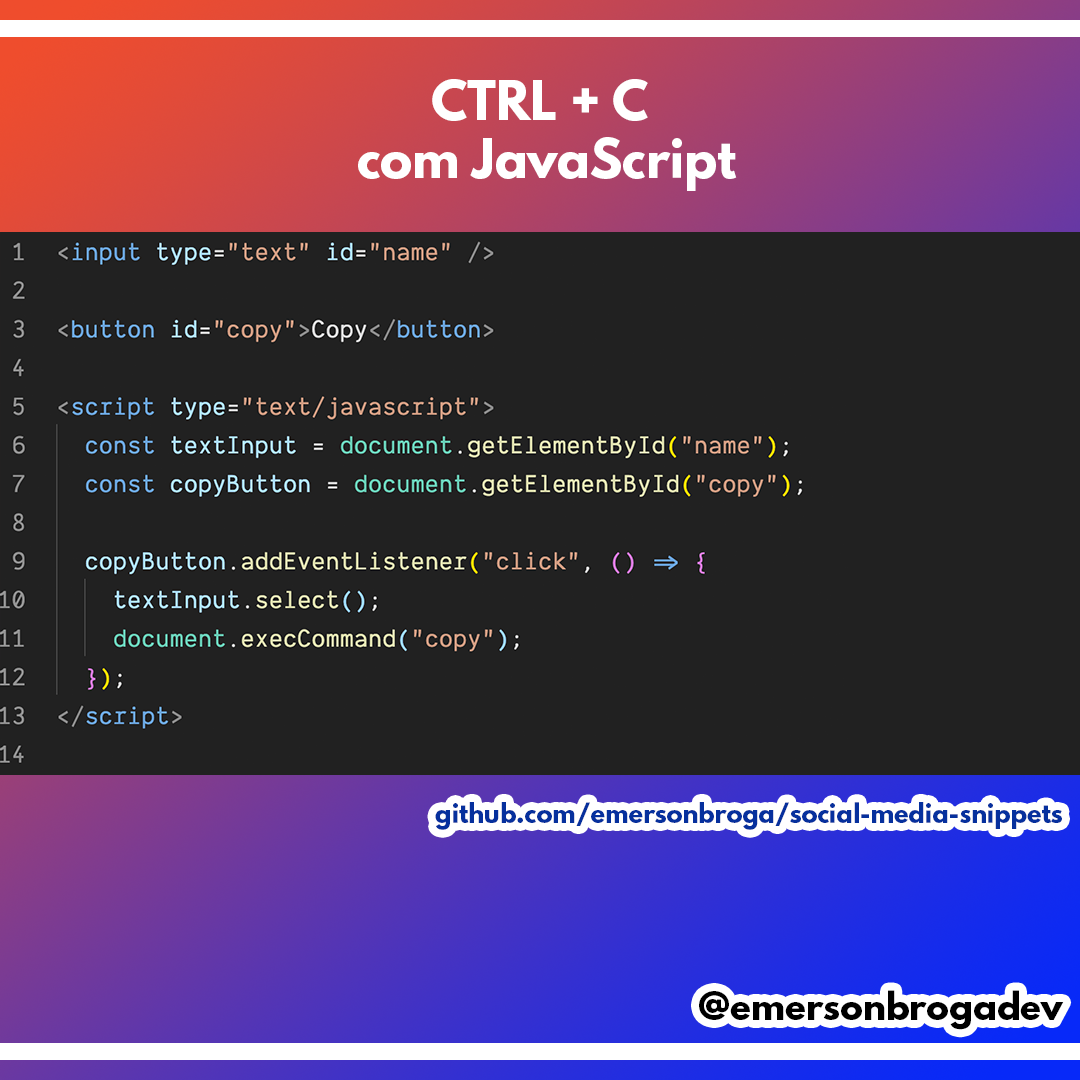 CTRL + C
com JavaScript
1 <input type="text" id="name" />
2
3 <button id="copy">Copy</button>
4
5 <script type="text/javascript">
6   const textInput = document.getElementById("name");
7   const copyButton = document.getElementById("copy");
8
9   copyButton.addEventListener("click", () => {
10     textInput.select();
11     document.execCommand("copy");
12   });
13 </script>
14
github.com/emersonbroga/social-media-snippets
@emersonbrogadev